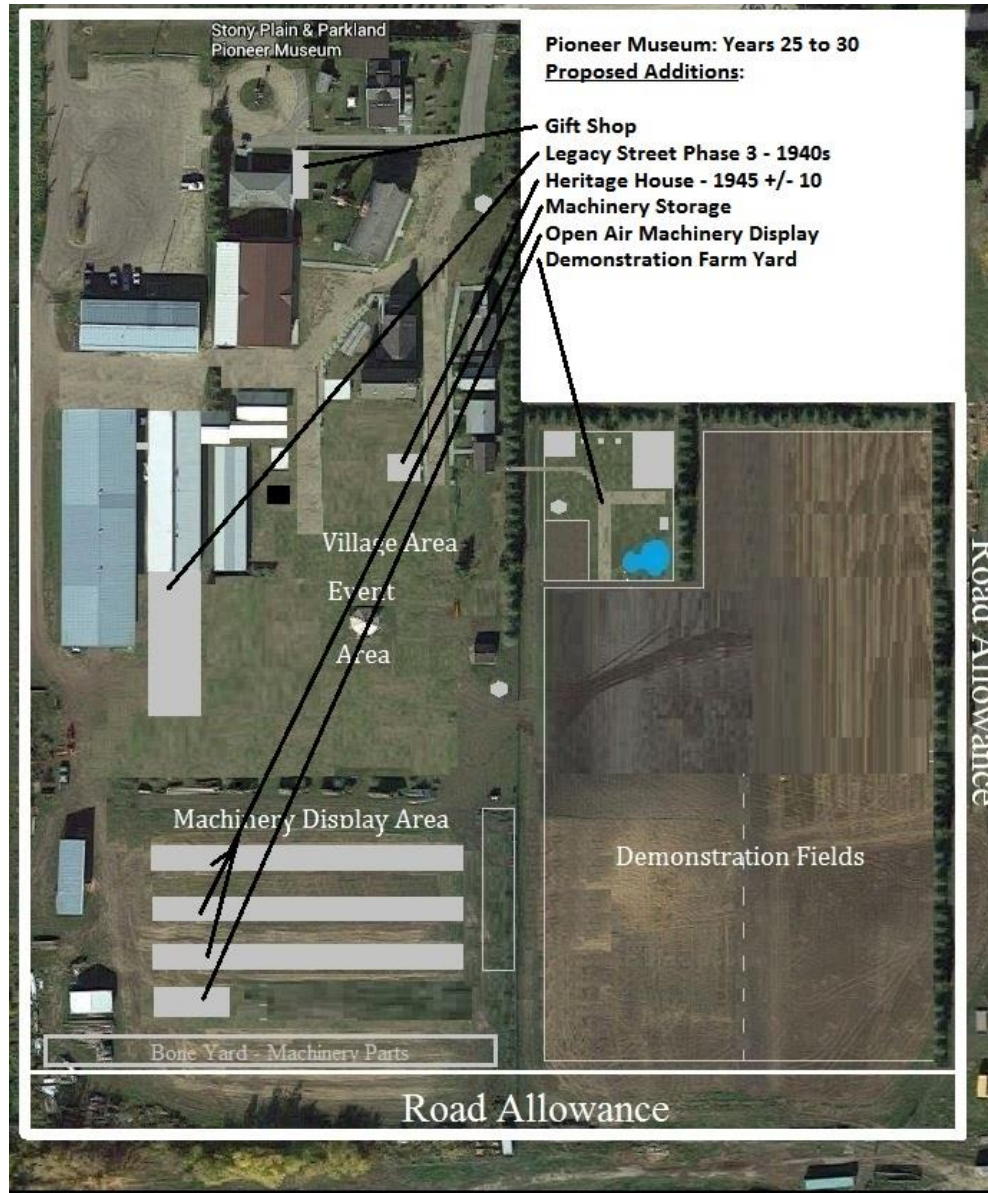 Stony Plain & Parkland
Pioneer Museum
Pioneer Museum: Years 25 to 30
Proposed Additions:
Gift Shop
Legacy Street Phase 3 - 1940s
Heritage House - 1945 +/- 10
Machinery Storage
Open Air Machinery Display
Demonstration Farm Yard
Village Area
Event
Area
Road Allowance
Machinery Display Area
Demonstration Fields
Bone Yard - Machinery Parts
Road Allowance